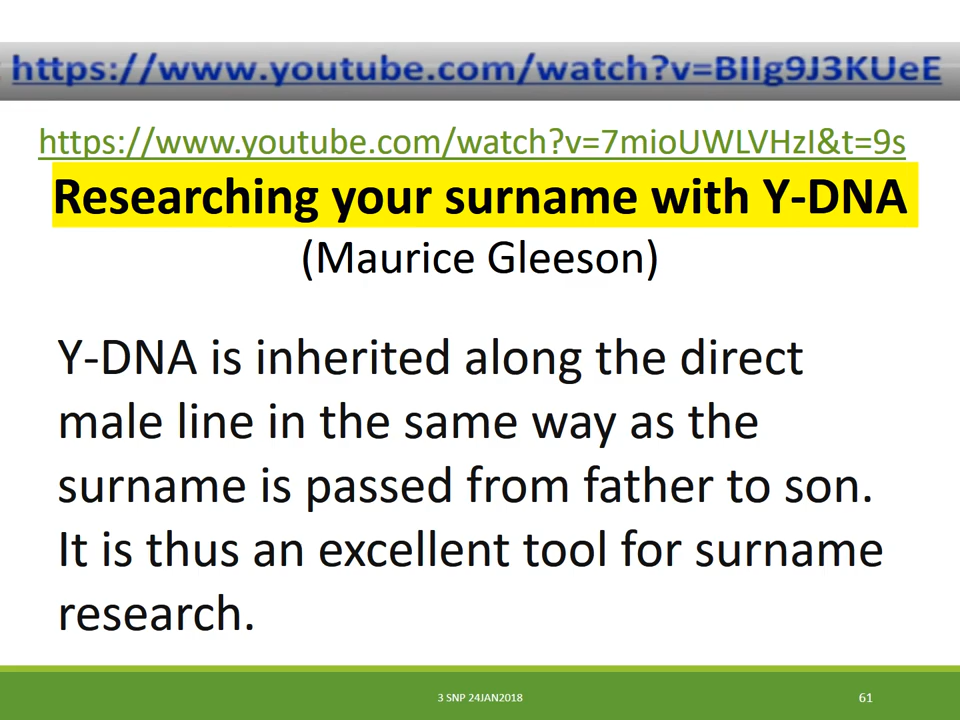 https://www.youtube.com/watch?v=BIIg9J3KUeE
https://www.youtube.com/watch?v=7mioUWLVHzI&t=9s
Researching your surname with Y-DNA
(Maurice Gleeson)
Y-DNA is inherited along the direct
male line in the same way as the
surname is passed from father to son.
It is thus an excellent tool for surname
research.
3 SNP 24JAN2018
61